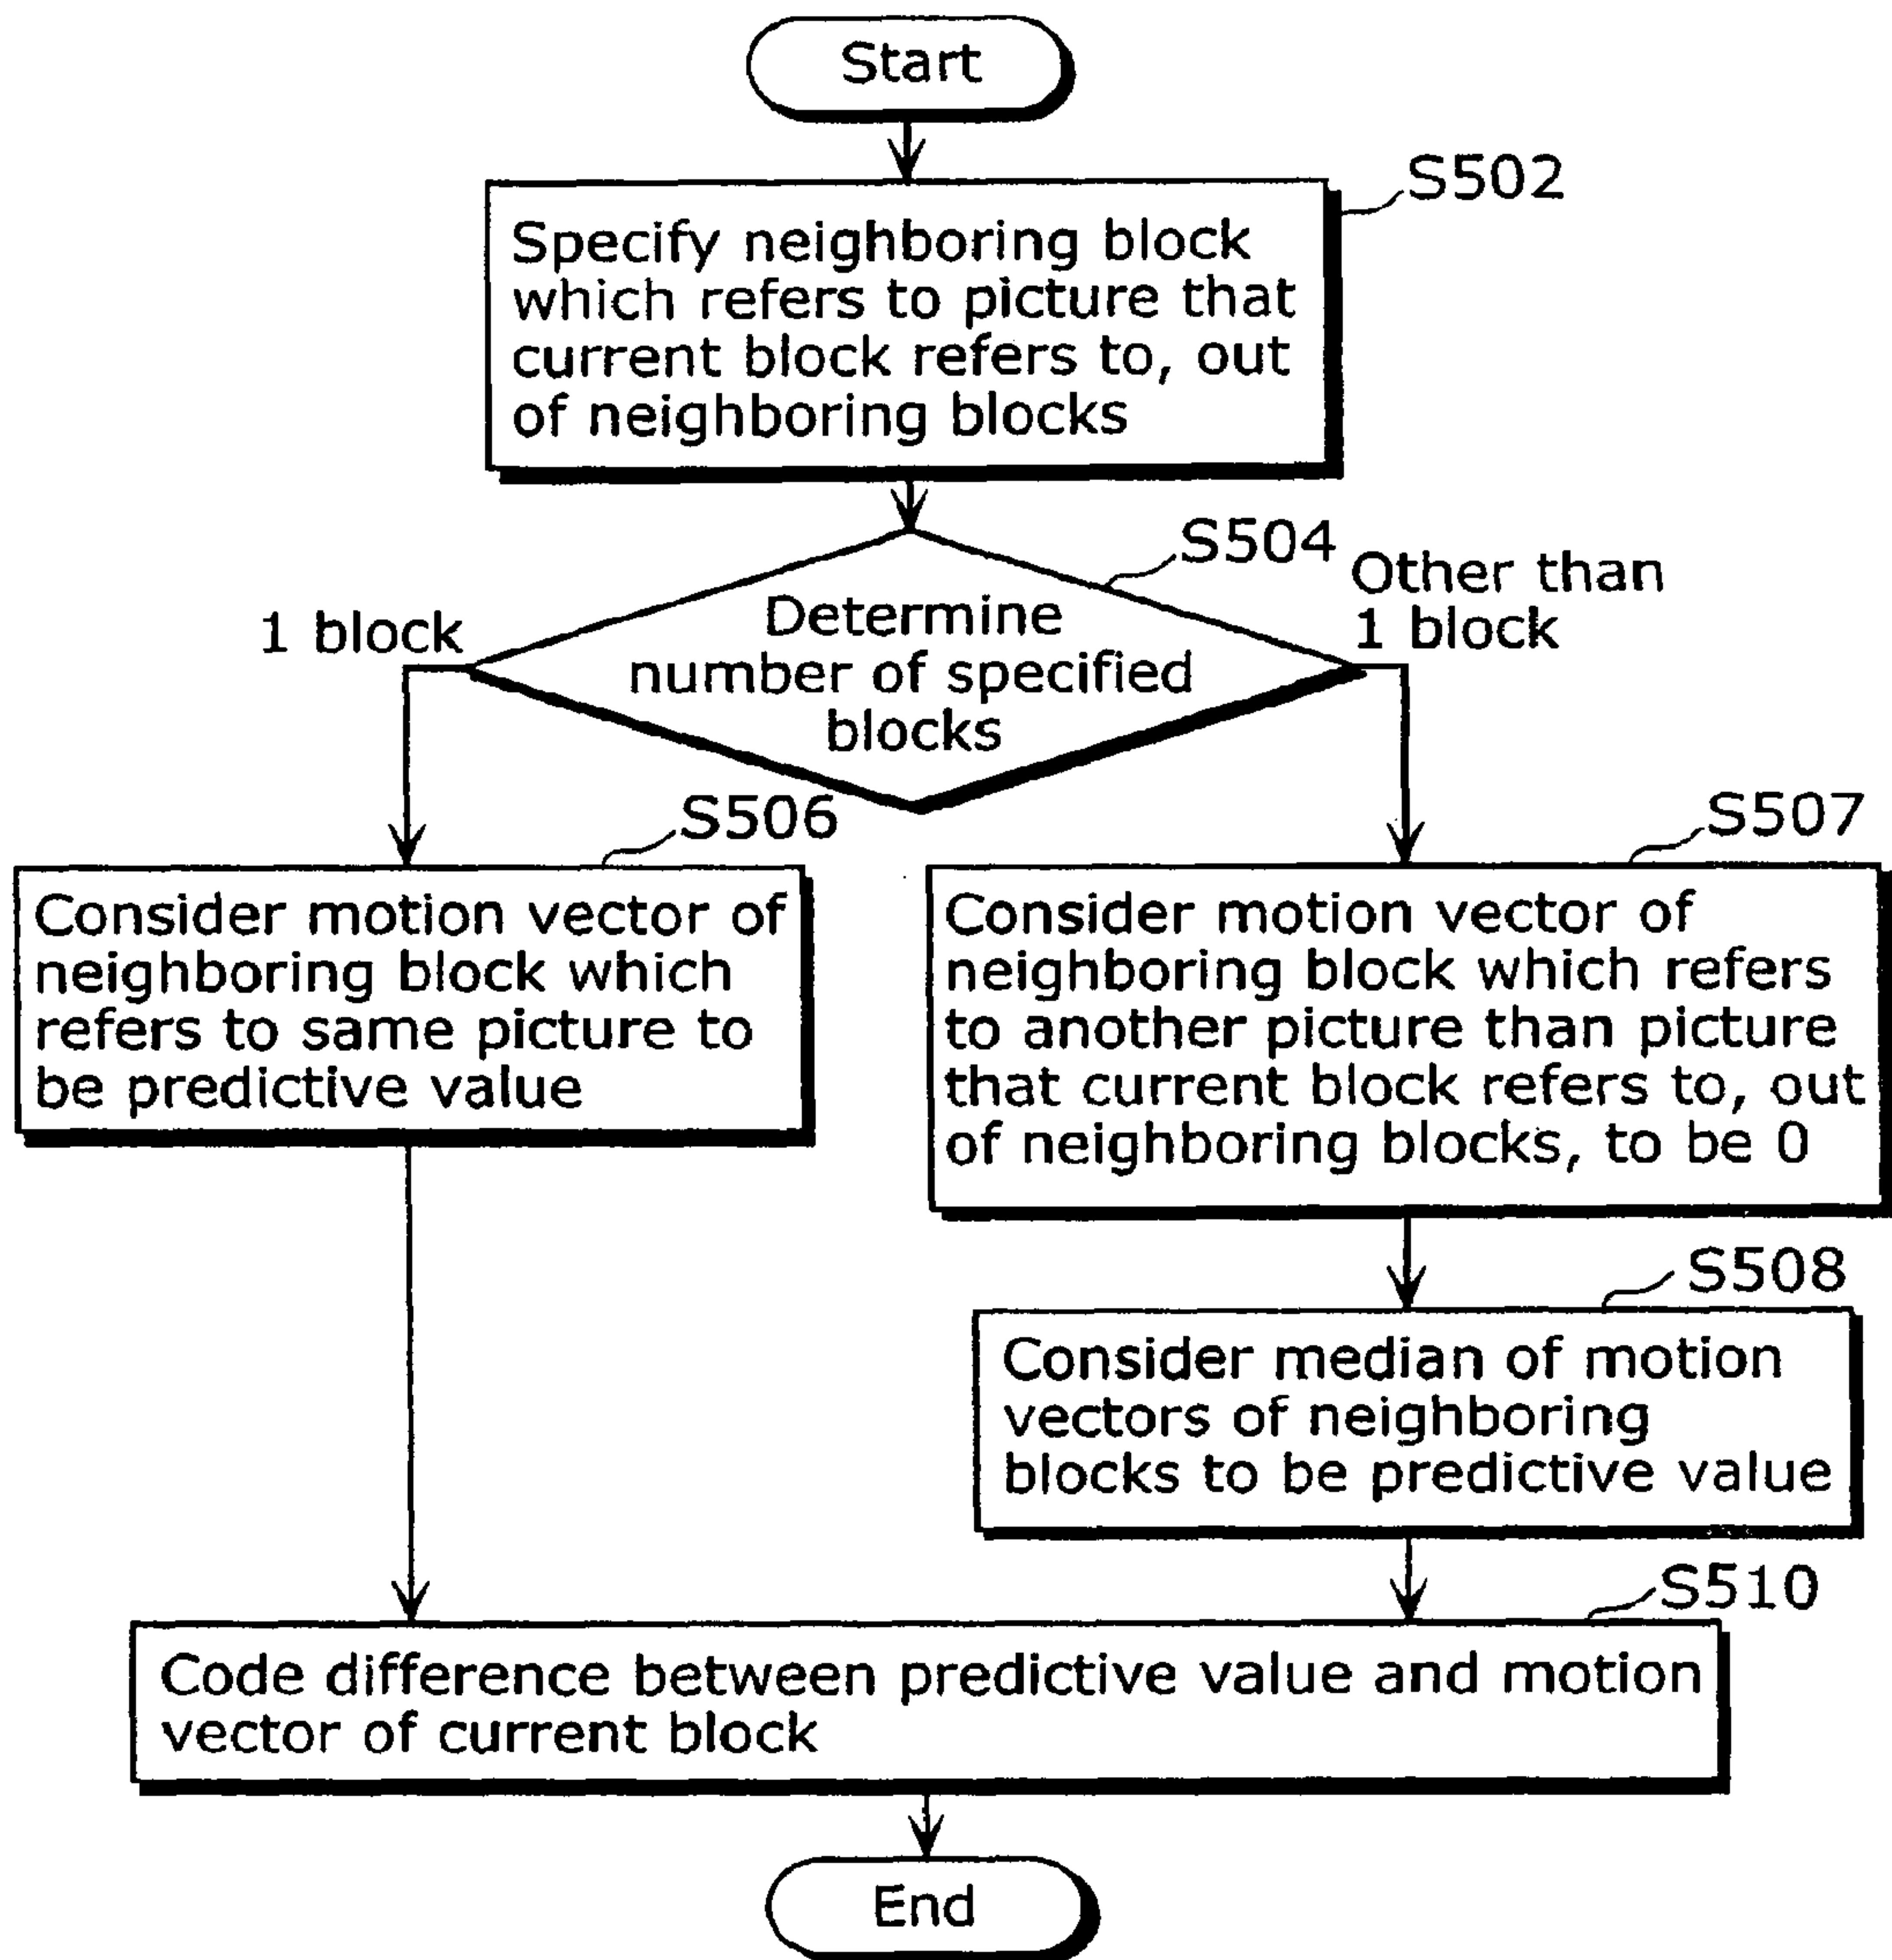 Start
S502
Specify neighboring block
which refers to picture that
current block refers to, out
of neighboring blocks
S504
Determine
number of specified
blocks
1 block
Other than
1 block
S506
Consider motion vector of
neighboring block which
refers to same picture to
be predictive value
S507
Consider motion vector of
neighboring block which refers
to another picture than picture
that current block refers to, out
of neighboring blocks, to be 0
S508
Consider median of motion
vectors of neighboring
blocks to be predictive value
S510
Code difference between predictive value and motion
vector of current block
End